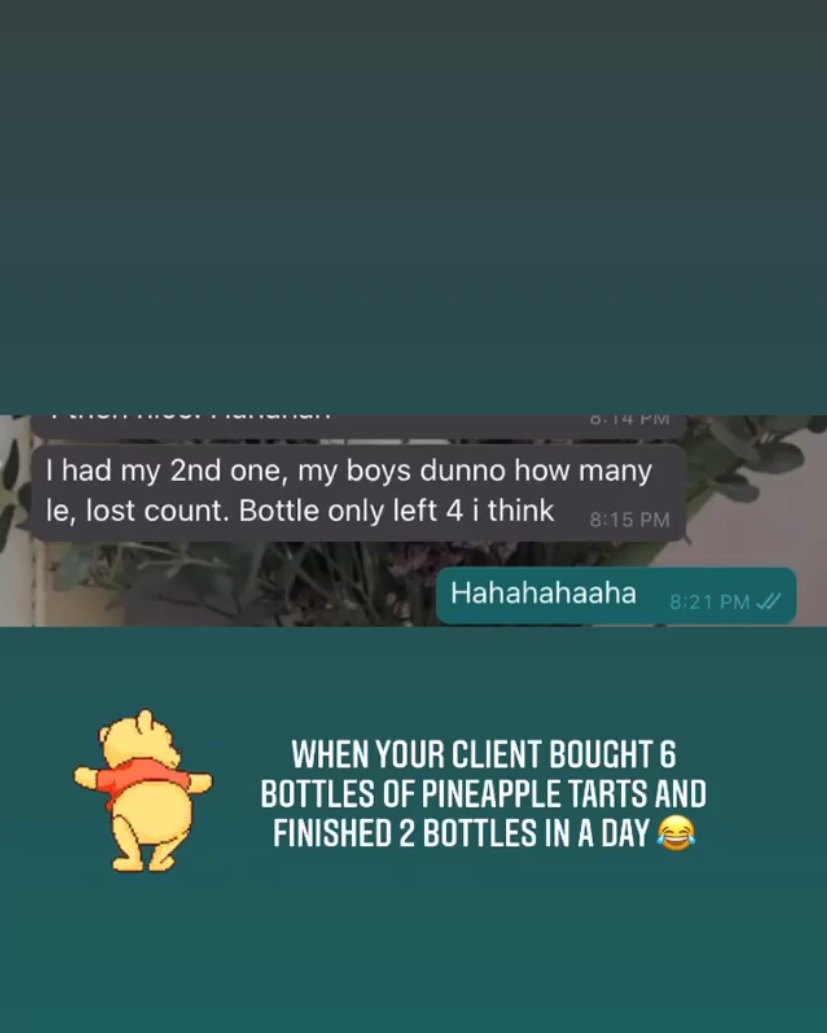 8:14 PM
I had my 2nd one, my boys dunno how many
le, lost count. Bottle only left 4 i think 8:15 PM
Hahahahaaha 8:21 PM
WHEN YOUR CLIENT BOUGHT 6
BOTTLES OF PINEAPPLE TARTS AND
FINISHED 2 BOTTLES IN A DAY 😂